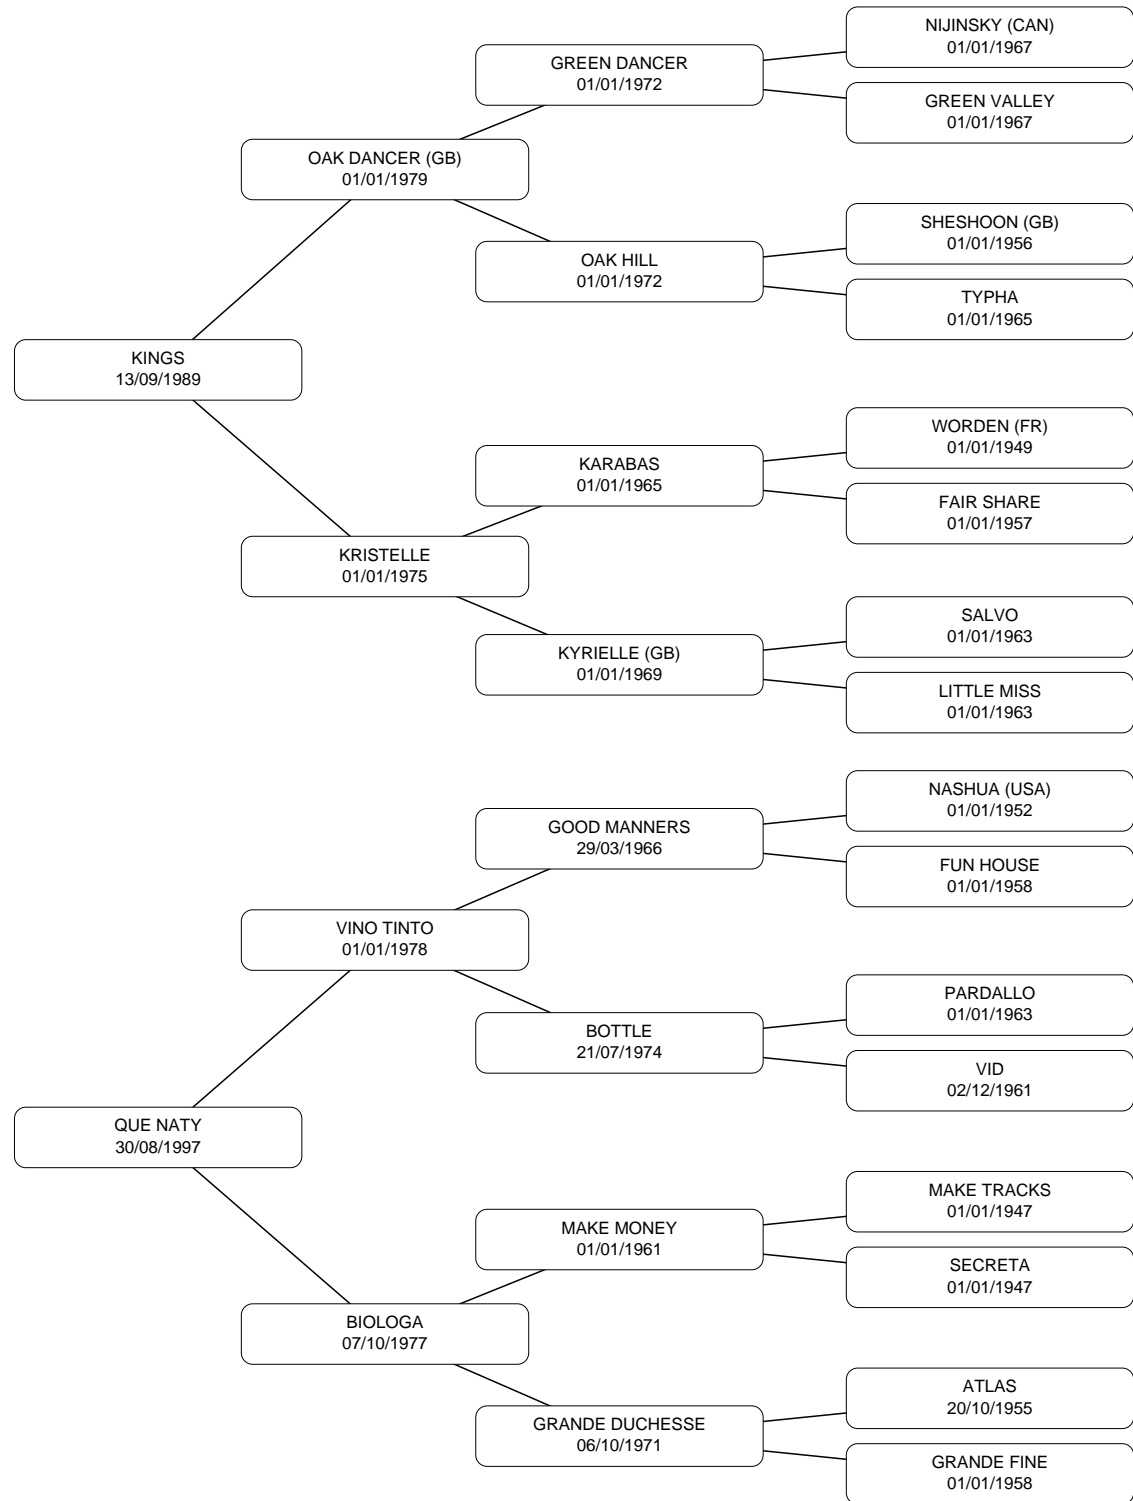 NIJINSKY (CAN)
01/01/1967
GREEN DANCER
01/01/1972
GREEN VALLEY
01/01/1967
OAK DANCER (GB)
01/01/1979
SHESHOON (GB)
01/01/1956
OAK HILL
01/01/1972
TYPHA
01/01/1965
KINGS
13/09/1989
WORDEN (FR)
01/01/1949
KARABAS
01/01/1965
FAIR SHARE
01/01/1957
KRISTELLE
01/01/1975
SALVO
01/01/1963
KYRIELLE (GB)
01/01/1969
LITTLE MISS
01/01/1963
NASHUA (USA)
01/01/1952
GOOD MANNERS
29/03/1966
FUN HOUSE
01/01/1958
VINO TINTO
01/01/1978
PARDALLO
01/01/1963
BOTTLE
21/07/1974
VID
02/12/1961
QUE NATY
30/08/1997
MAKE TRACKS
01/01/1947
MAKE MONEY
01/01/1961
SECRETA
01/01/1947
BIOLOGA
07/10/1977
ATLAS
20/10/1955
GRANDE DUCHESSE
06/10/1971
GRANDE FINE
01/01/1958